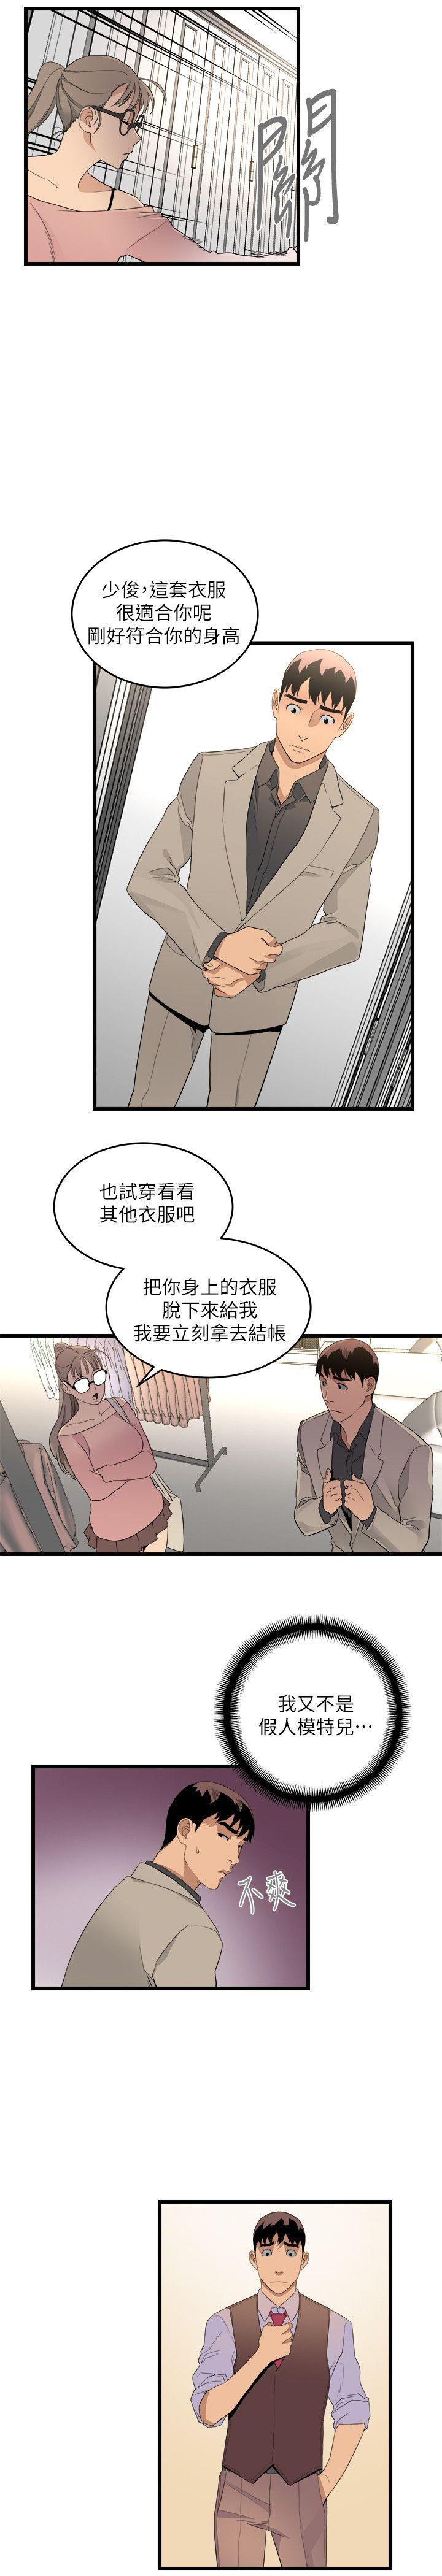 關
少俊,這套衣服
很適合你呢
剛好符合你的身高
也試穿看看
其他衣服吧
把你身上的衣服
脫下來給我
我要立刻拿去結帳
我又不是
假人模特兒…
不爽